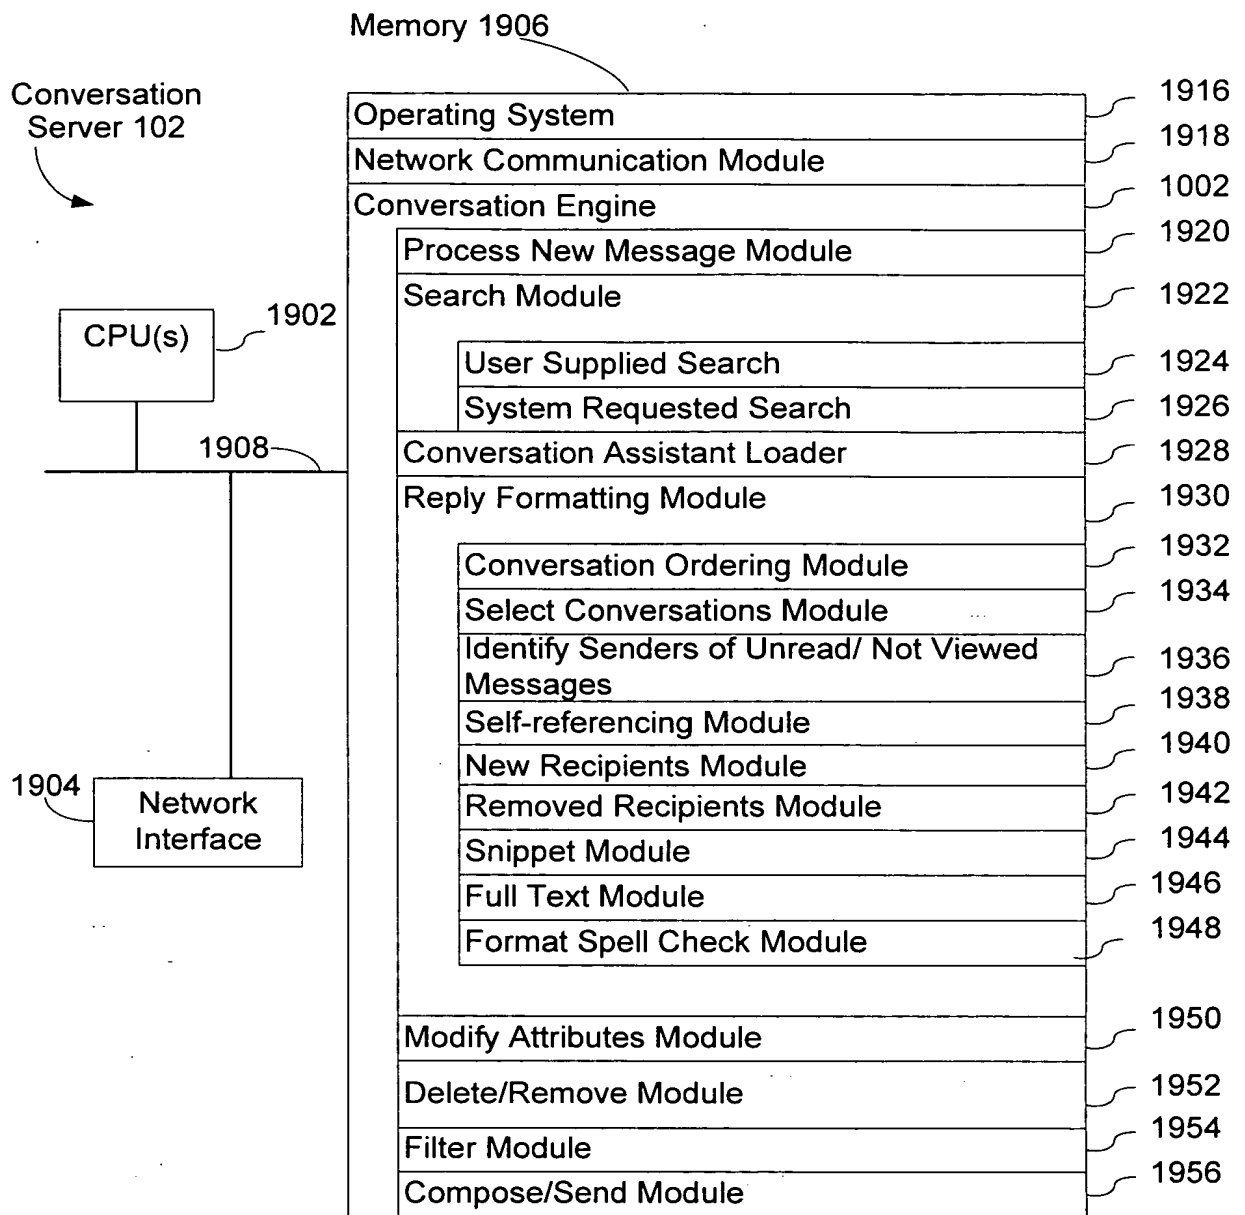 Memory 1906
Conversation
Server 102
Operating System
1916
Network Communication Module
1918
Conversation Engine
1002
Process New Message Module
1920
Search Module
1922
CPU(s)
1902
User Supplied Search
1924
System Requested Search
1926
1908
Conversation Assistant Loader
1928
Reply Formatting Module
1930
Conversation Ordering Module
1932
Select Conversations Module
1934
Identify Senders of Unread/ Not Viewed
Messages
1936
Self-referencing Module
1938
New Recipients Module
1940
1904
Network
Interface
Removed Recipients Module
1942
Snippet Module
1944
Full Text Module
1946
Format Spell Check Module
1948
Modify Attributes Module
1950
Delete/Remove Module
1952
Filter Module
1954
Compose/Send Module
1956